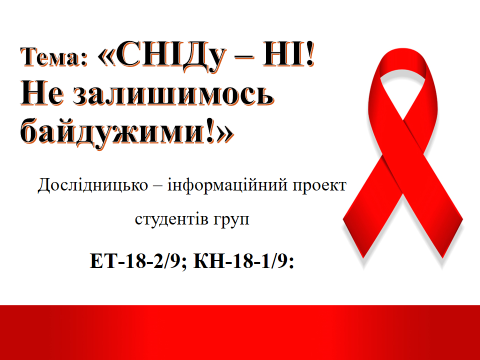 Тема: «СНІДу – НІ!
Не залишимось
байдужими!»
Дослідницько – інформаційний проект
студентів груп
ЕТ-18-2/9; КН-18-1/9: